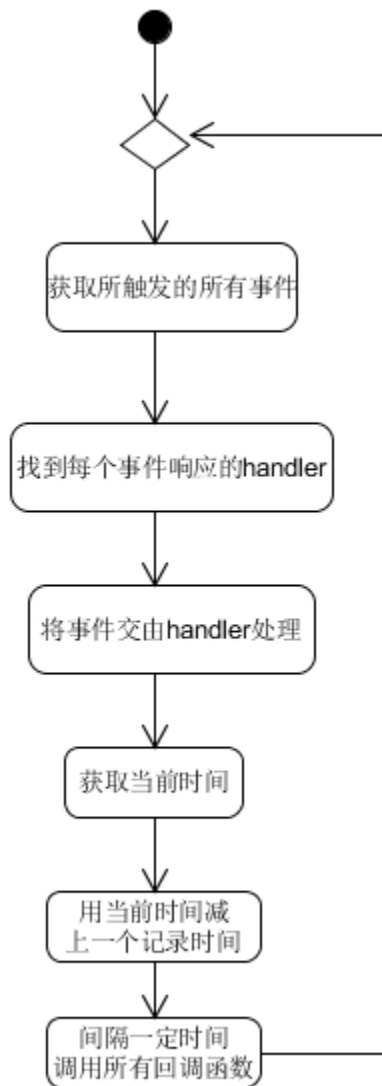 获取所触发的所有事件
找到每个事件响应的handler
将事件交由handler处理
获取当前时间
用当前时间减
上一个记录时间
间隔一定时间
调用所有回调函数